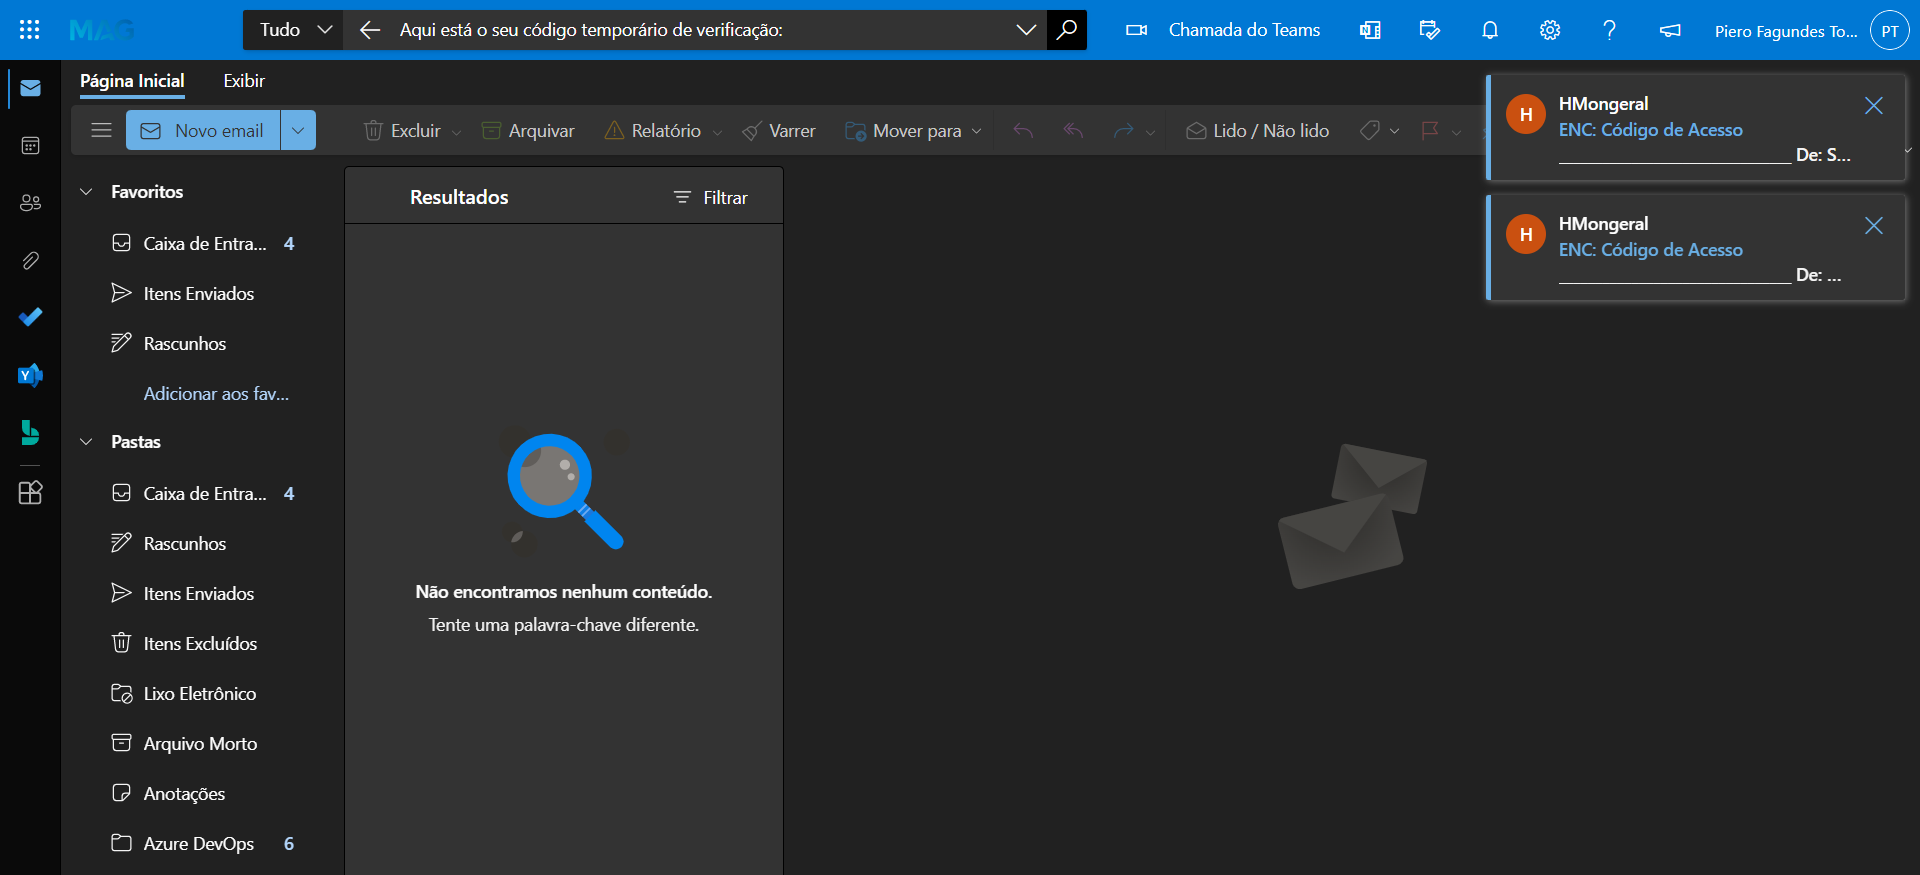 MAG
Tudo
Aqui está o seu código temporário de verificação:
Chamada do Teams
Piero Fagundes To...
PT
Página Inicial
Exibir
Novo email
Excluir
Arquivar
Relatório
Varrer
Mover para
Lido / Não lido
H
HMongeral
ENC: Código de Acesso
De: S...
H
HMongeral
ENC: Código de Acesso
De: ...
Favoritos
Caixa de Entra... 4
Itens Enviados
Rascunhos
Adicionar aos fav...
Pastas
Caixa de Entra... 4
Rascunhos
Itens Enviados
Itens Excluídos
Lixo Eletrônico
Arquivo Morto
Anotações
Azure DevOps 6
Resultados
Filtrar
Não encontramos nenhum conteúdo.
Tente uma palavra-chave diferente.